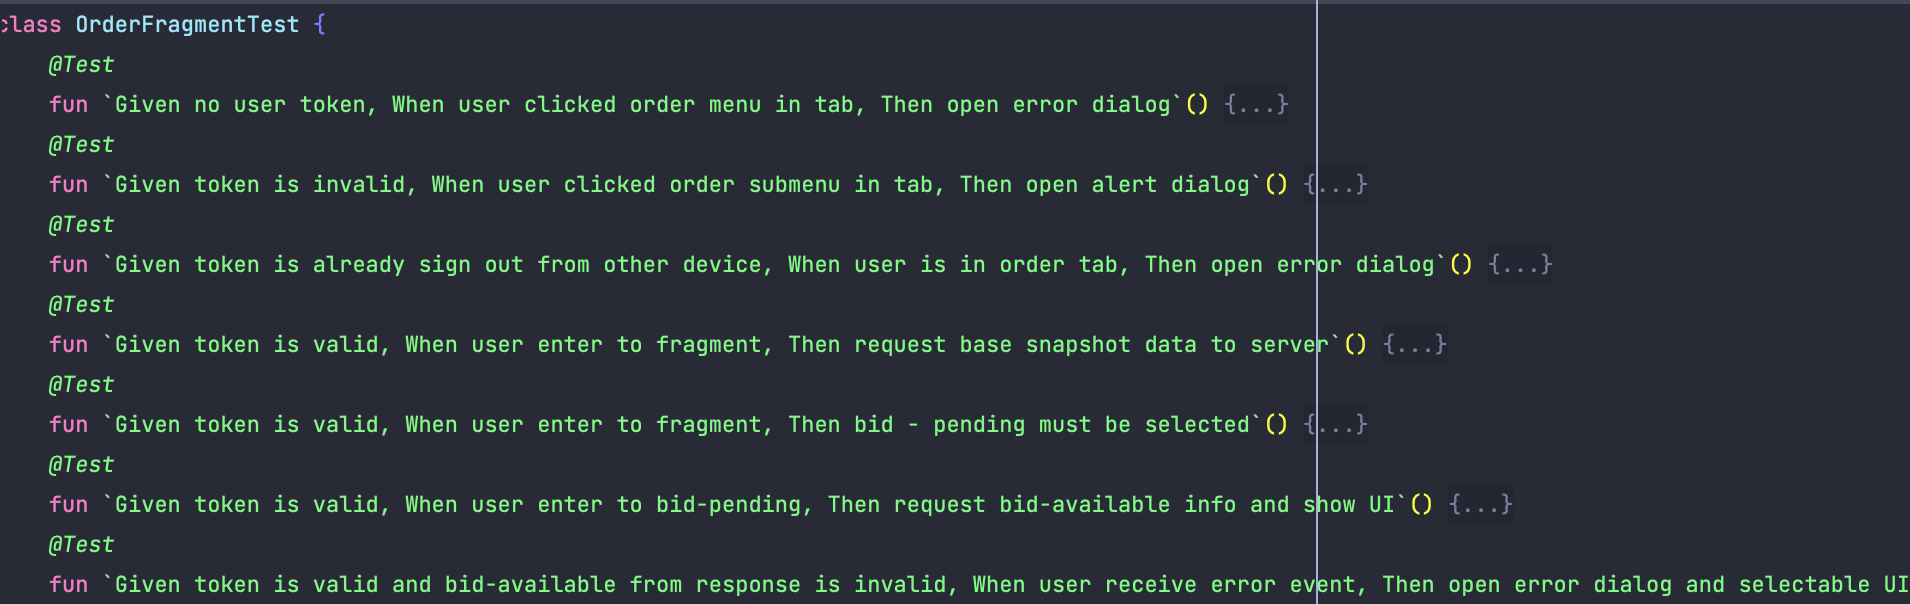 class OrderFragmentTest {
@Test
fun `Given no user token, When user clicked order menu in tab, Then open error dialog`() {...}
@Test
fun `Given token is invalid, When user clicked order submenu in tab, Then open alert dialog`() {...}
@Test
fun `Given token is already sign out from other device, When user is in order tab, Then open error dialog`() {...}
@Test
fun `Given token is valid, When user enter to fragment, Then request base snapshot data to server`() {...}
@Test
fun `Given token is valid, When user enter to fragment, Then bid - pending must be selected`() {...}
@Test
fun `Given token is valid, When user enter to bid-pending, Then request bid-available info and show UI`() {...}
@Test
fun `Given token is valid and bid-available from response is invalid, When user receive error event, Then open error dialog and selectable UI